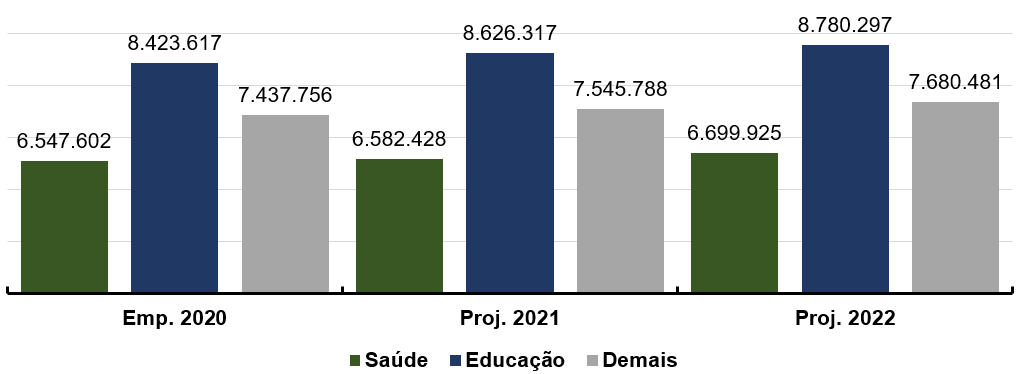 8.423.617 8.626.317 8.780.297
6.547.602 7.437.756 6.582.428 7.545.788 6.699.925 7.680.481
Emp. 2020 Proj. 2021 Proj. 2022
Saúde Educação Demais